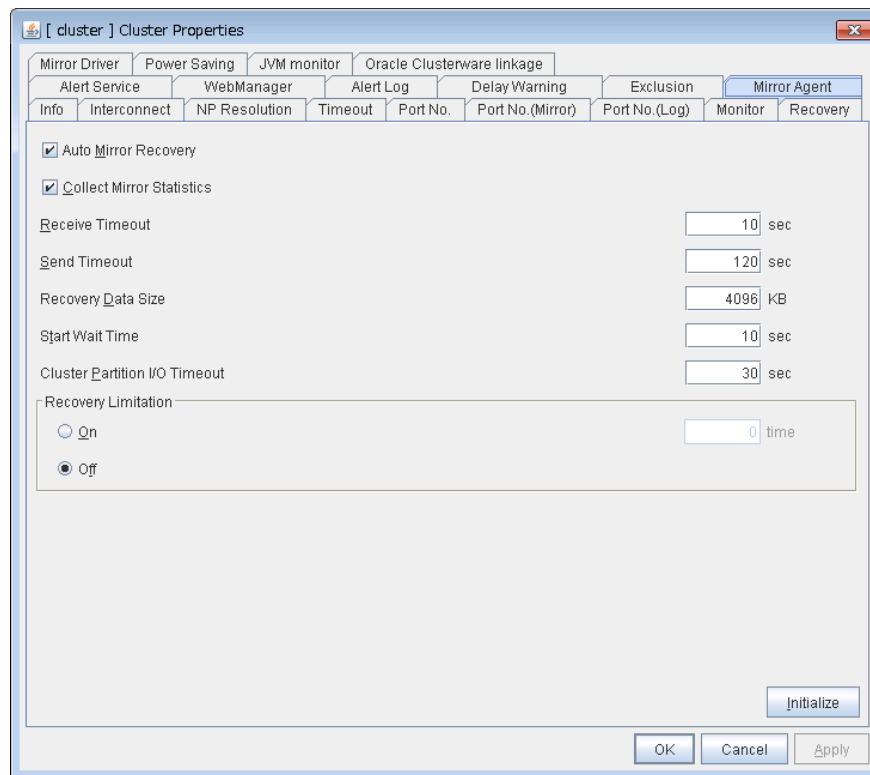 [ cluster ] Cluster Properties
Mirror Driver Power Saving JVM monitor Oracle Clusterware linkage
Alert Service WebManager Alert Log Delay Warning Exclusion Mirror Agent
Info Interconnect NP Resolution Timeout Port No. Port No.(Mirror) Port No.(Log) Monitor Recovery
Auto Mirror Recovery
Collect Mirror Statistics
Receive Timeout 10 sec
Send Timeout 120 sec
Recovery Data Size 4096 KB
Start Wait Time 10 sec
Cluster Partition I/O Timeout 30 sec
Recovery Limitation
On 0 time
Off
Initialize
OK Cancel Apply